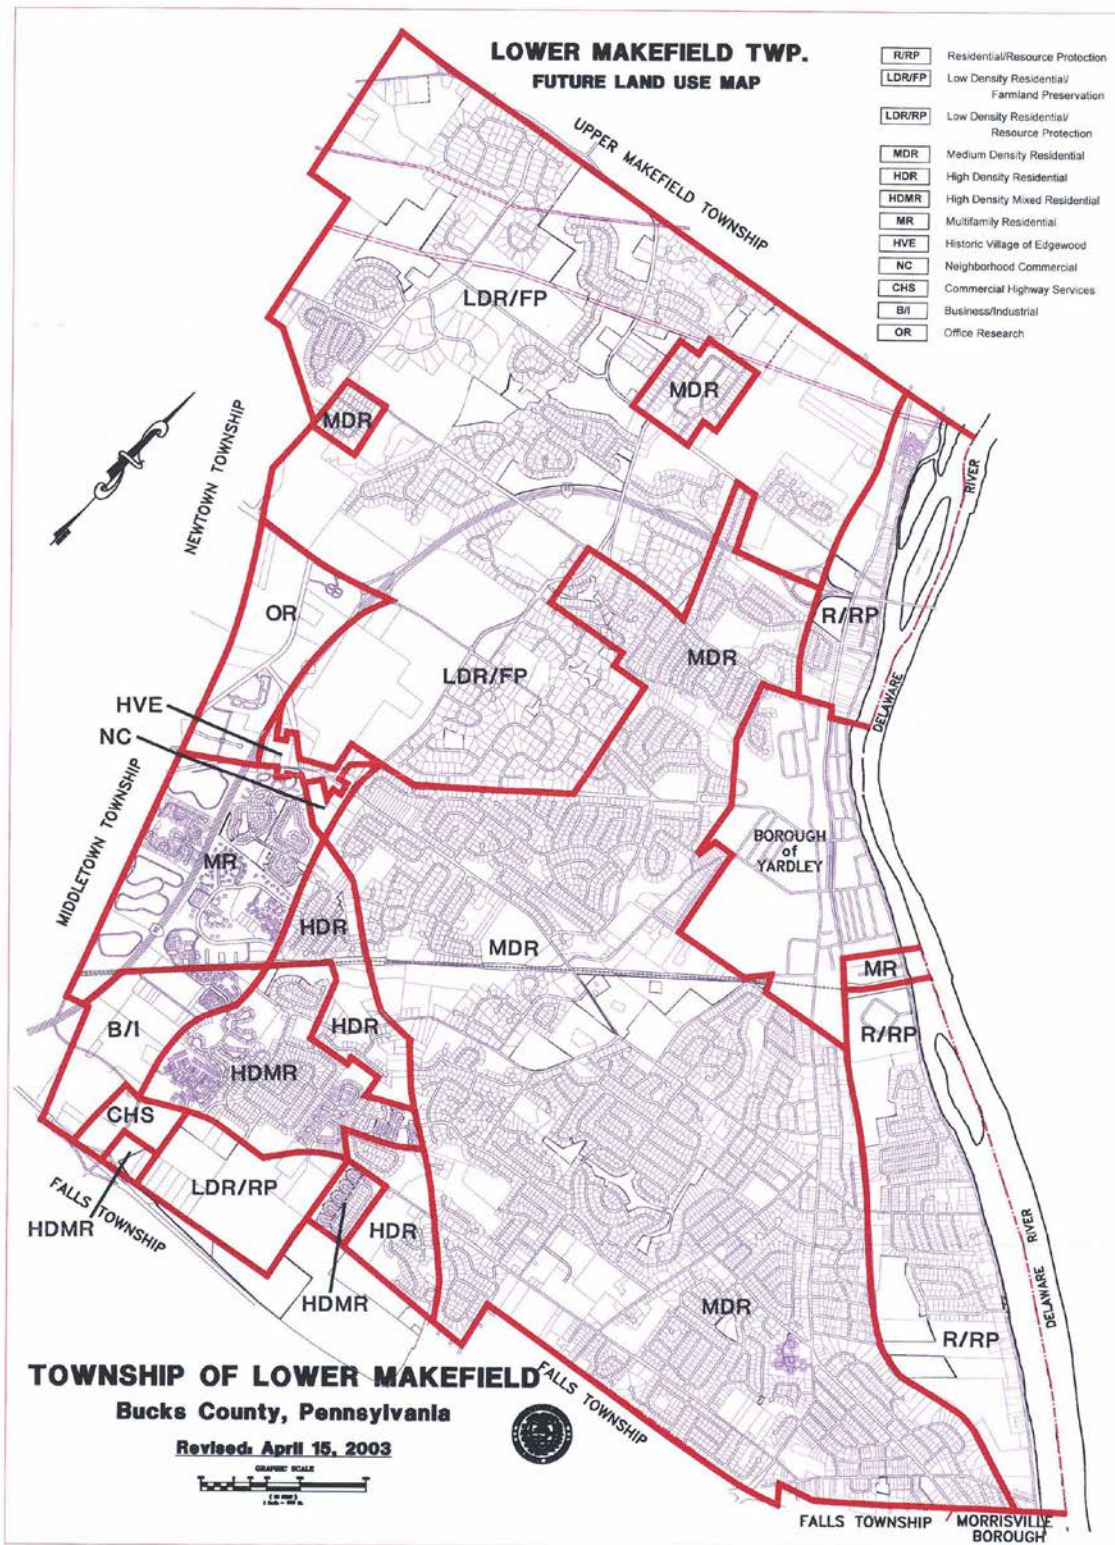 LOWER MAKEFIELD TWP.
FUTURE LAND USE MAP
R/RP Residential/Resource Protection
LDR/FP Low Density Residential/
Farmland Preservation
LDR/RP Low Density Residential/
Resource Protection
MDR Medium Density Residential
HDR High Density Residential
HDMR High Density Mixed Residential
MR Multifamily Residential
HVE Historic Village of Edgewood
NC Neighborhood Commercial
CHS Commercial Highway Services
B/I Business/Industrial
OR Office Research
UPPER MAKEFIELD TOWNSHIP
LDR/FP
MDR
MDR
NEWTOWN TOWNSHIP
RIVER
DELAWARE
OR
R/RP
MDR
LDR/FP
HVE
NC
MIDDLETOWN TOWNSHIP
BOROUGH
of
YARDLEY
MR
HDR
MDR
MR
B/I
HDR
R/RP
HDMR
CHS
LDR/RP
HDR
HDMR
FALLS TOWNSHIP
HDMR
MDR
R/RP
RIVER
DELAWARE
TOWNSHIP OF LOWER MAKEFIELD
Bucks County, Pennsylvania
Revised: April 15, 2003
GRAPHIC SCALE
FALLS TOWNSHIP
FALLS TOWNSHIP
MORRISVILLE
BOROUGH